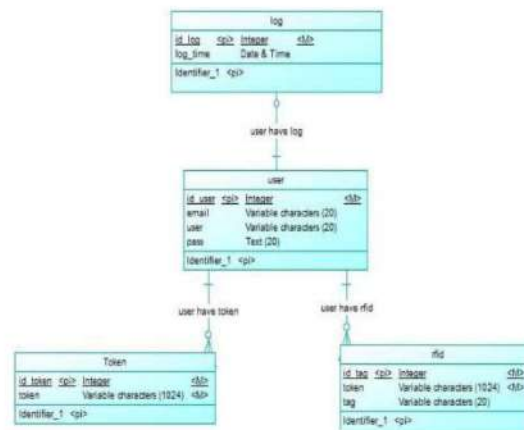 log
id_log <pi> Integer <M>
log_time Date & Time
Identifier_1 <pi>
user have log
user
id_user <pi> Integer <M>
email Variable characters (20)
user Variable characters (20)
pass Text (20)
Identifier_1 <pi>
user have token
user have rfid
Token
id_token <pi> Integer <M>
token Variable characters (1024) <M>
Identifier_1 <pi>
rfid
id_tag <pi> Integer <M>
token Variable characters (1024) <M>
tag Variable characters (20)
Identifier_1 <pi>